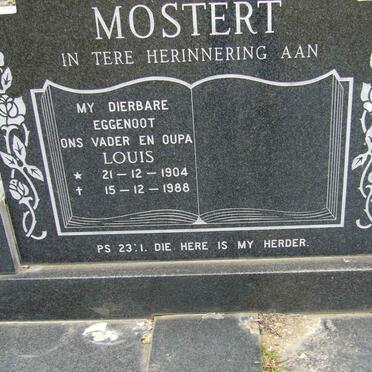 MOSTERT
IN TERE HERINNERING AAN
MY DIERBARE
EGGENOOT
ONS VADER EN OUPA
LOUIS
★ 21-12-1904
✝ 15-12-1988
PS 23:1. DIE HERE IS MY HERDER.